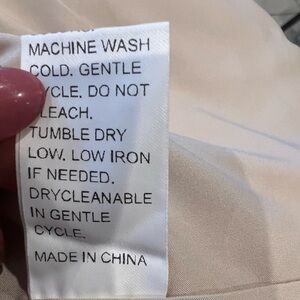 MACHINE WASH
COLD. GENTLE
YCLE. DO NOT
LEACH.
TUMBLE DRY
LOW. LOW IRON
IF NEEDED.
DRYCLEANABLE
IN GENTLE
CYCLE.
MADE IN CHINA